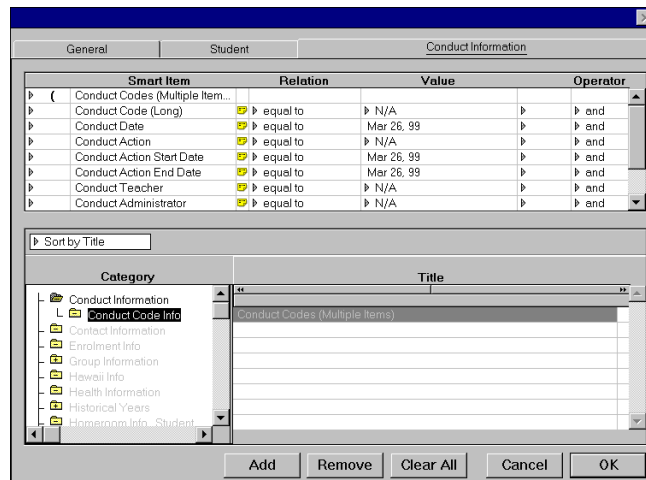 General Student Conduct Information
Smart Item Relation Value Operator
( Conduct Codes (Multiple Item...
Conduct Code (Long) equal to N/A and
Conduct Date equal to Mar 26, 99 and
Conduct Action equal to N/A and
Conduct Action Start Date equal to Mar 26, 99 and
Conduct Action End Date equal to Mar 26, 99 and
Conduct Teacher equal to N/A and
Conduct Administrator equal to N/A and
Sort by Title
Category Title
Conduct Information
Conduct Code Info Conduct Codes (Multiple Items)
Contact Information
Enrolment Info
Group Information
Hawaii Info
Health Information
Historical Years
Homeroom Info Student
Add Remove Clear All Cancel OK